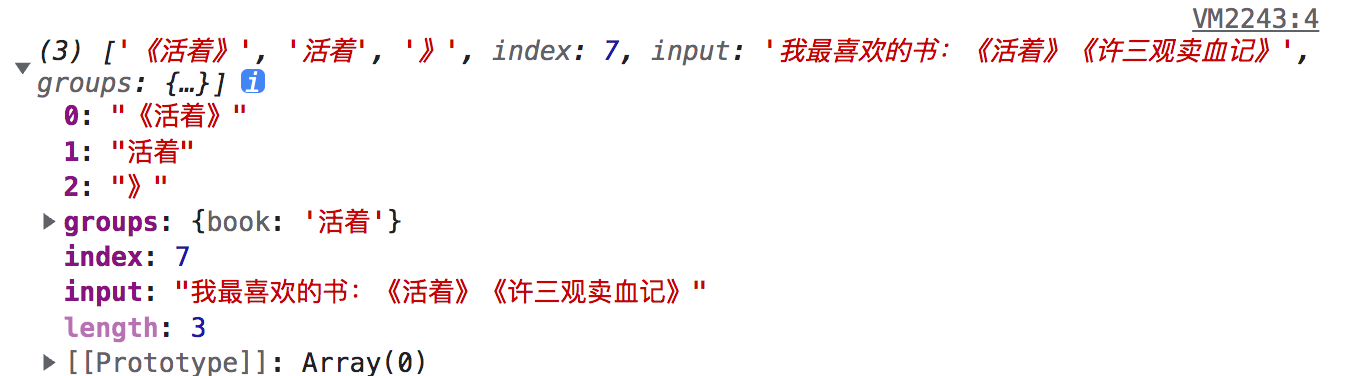 VM2243:4
(3) ['《活着》', '活着', '》', index: 7, input: '我最喜欢的书：《活着》《许三观卖血记》',
groups: {…}] i
0: "《活着》"
1: "活着"
2: "》"
groups: {book: '活着'}
index: 7
input: "我最喜欢的书：《活着》《许三观卖血记》"
length: 3
[[Prototype]]: Array(0)